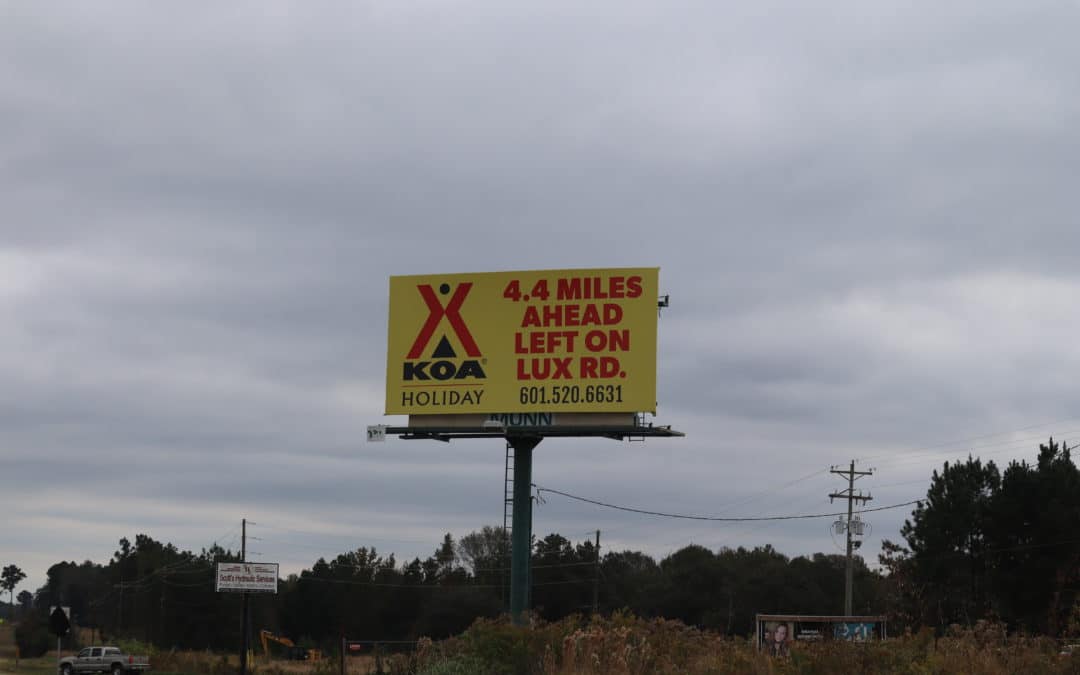 4.4 MILES
AHEAD
LEFT ON
LUX RD.
601.520.6631
KOA®
HOLIDAY
MUNN
Scott's Hydraulic Services